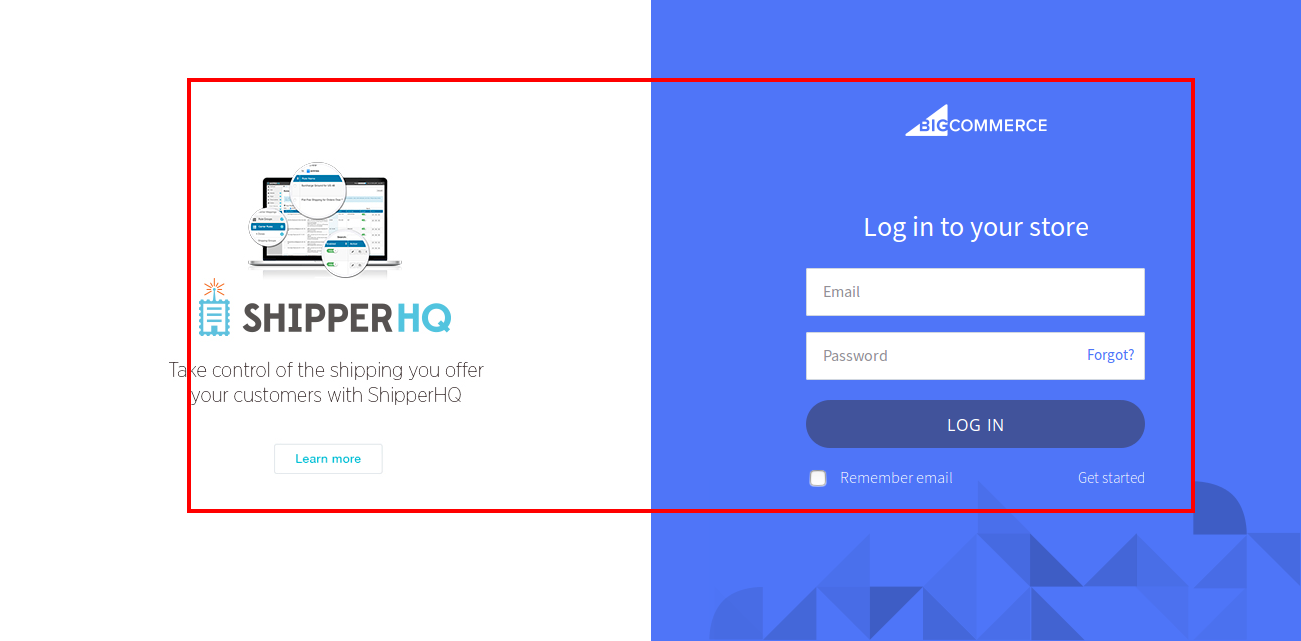 SHIPPERHQ
Take control of the shipping you offer
your customers with ShipperHQ
Learn more
BIGCOMMERCE
Log in to your store
Email
Password
Forgot?
LOG IN
Remember email
Get started